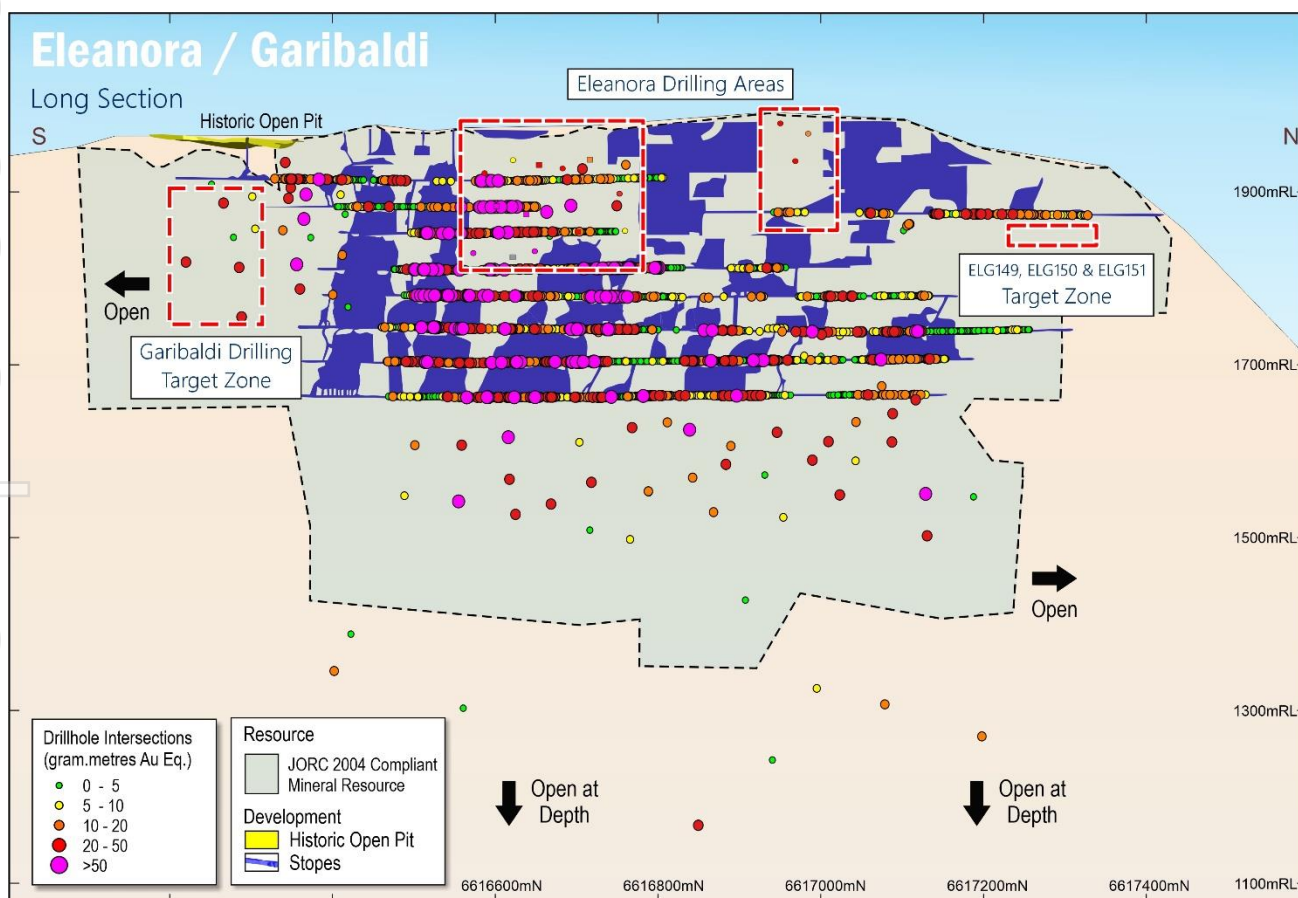 Eleanora / Garibaldi
Long Section
S
Historic Open Pit
Eleanora Drilling Areas
N
1900mRL
ELG149, ELG150 & ELG151
Target Zone
Open
Garibaldi Drilling
Target Zone
1700mRL
1500mRL
Open
1300mRL
Drillhole Intersections
(gram.metres Au Eq.)
0 - 5
5 - 10
10 - 20
20 - 50
>50
Resource
JORC 2004 Compliant
Mineral Resource
Development
Historic Open Pit
Stopes
Open at
Depth
Open at
Depth
6616600mN
6616800mN
6617000mN
6617200mN
6617400mN
1100mRL